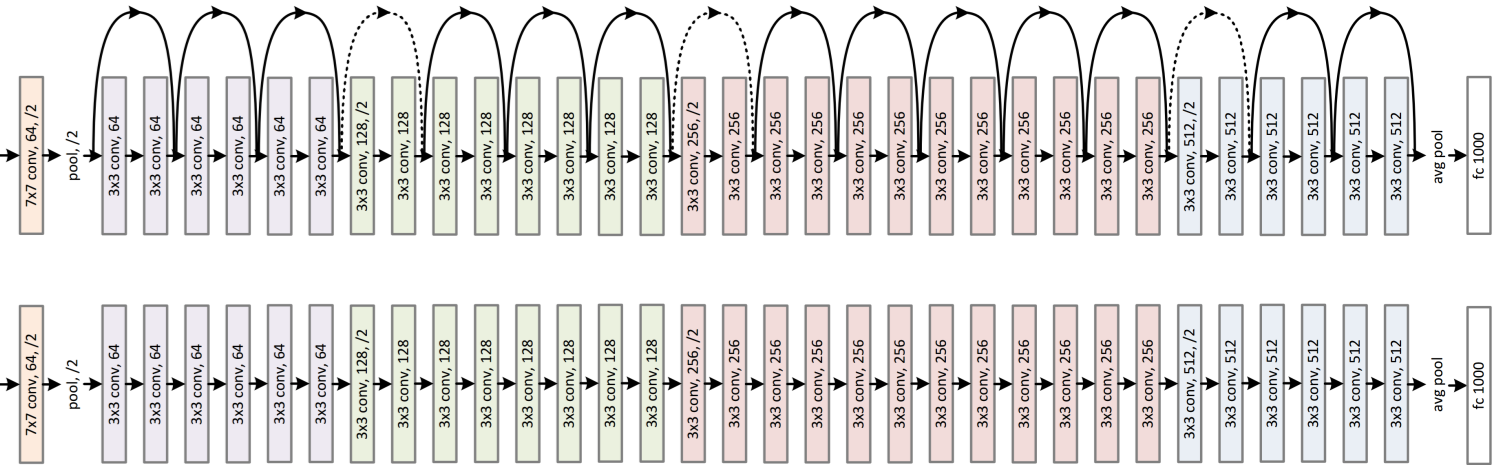 7x7 conv, 64, /2
pool, /2
3x3 conv, 64
3x3 conv, 64
3x3 conv, 64
3x3 conv, 64
3x3 conv, 64
3x3 conv, 64
3x3 conv, 128, /2
3x3 conv, 128
3x3 conv, 128
3x3 conv, 128
3x3 conv, 128
3x3 conv, 128
3x3 conv, 128
3x3 conv, 128
3x3 conv, 256, /2
3x3 conv, 256
3x3 conv, 256
3x3 conv, 256
3x3 conv, 256
3x3 conv, 256
3x3 conv, 256
3x3 conv, 256
3x3 conv, 256
3x3 conv, 256
3x3 conv, 256
3x3 conv, 256
3x3 conv, 512, /2
3x3 conv, 512
3x3 conv, 512
3x3 conv, 512
3x3 conv, 512
3x3 conv, 512
avg pool
fc 1000
7x7 conv, 64, /2
pool, /2
3x3 conv, 64
3x3 conv, 64
3x3 conv, 64
3x3 conv, 64
3x3 conv, 64
3x3 conv, 64
3x3 conv, 128, /2
3x3 conv, 128
3x3 conv, 128
3x3 conv, 128
3x3 conv, 128
3x3 conv, 128
3x3 conv, 128
3x3 conv, 128
3x3 conv, 256, /2
3x3 conv, 256
3x3 conv, 256
3x3 conv, 256
3x3 conv, 256
3x3 conv, 256
3x3 conv, 256
3x3 conv, 256
3x3 conv, 256
3x3 conv, 256
3x3 conv, 256
3x3 conv, 256
3x3 conv, 512, /2
3x3 conv, 512
3x3 conv, 512
3x3 conv, 512
3x3 conv, 512
3x3 conv, 512
avg pool
fc 1000